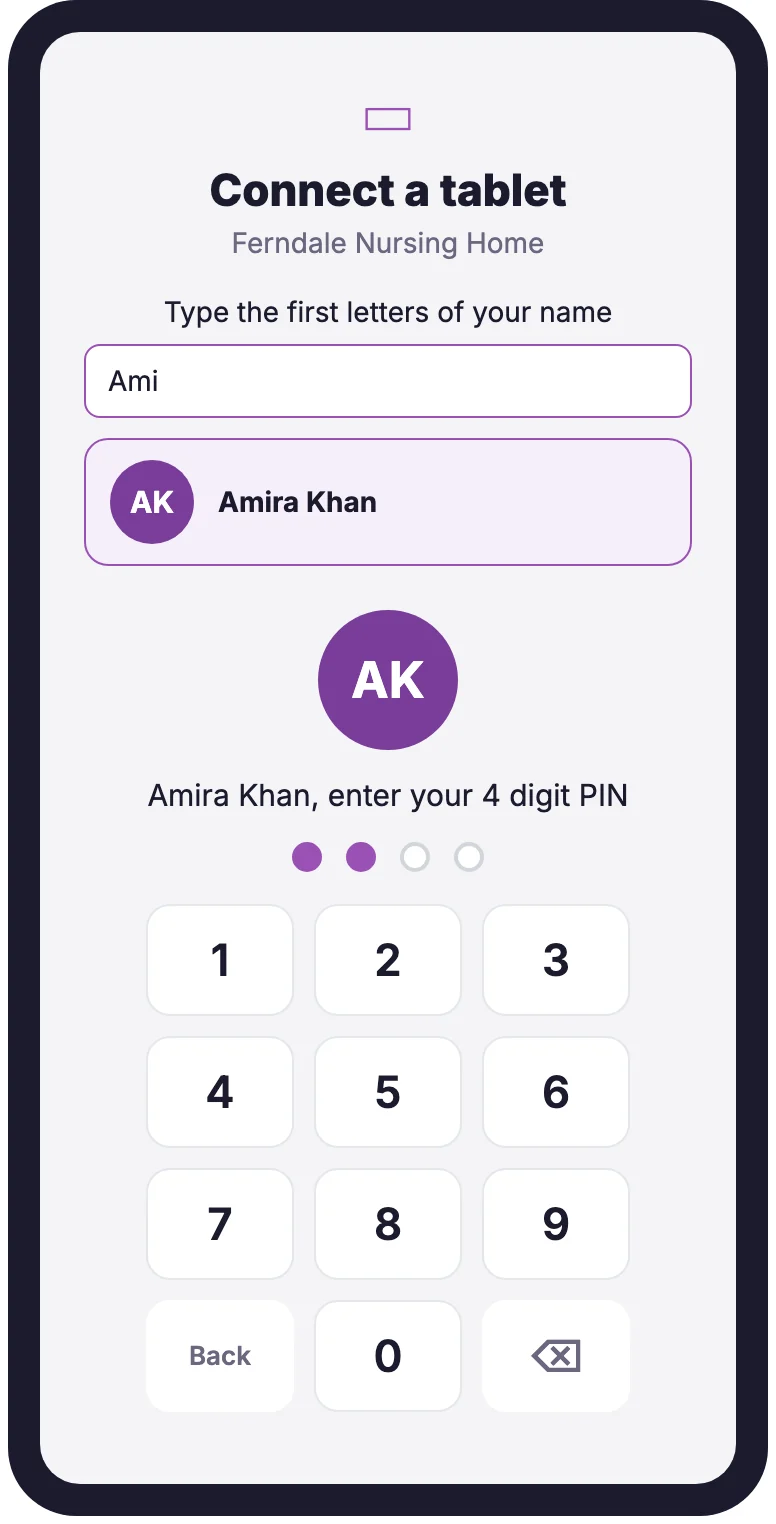 Connect a tablet
Ferndale Nursing Home
Type the first letters of your name
Ami
AK Amira Khan
AK
Amira Khan, enter your 4 digit PIN
1 2 3
4 5 6
7 8 9
Back 0